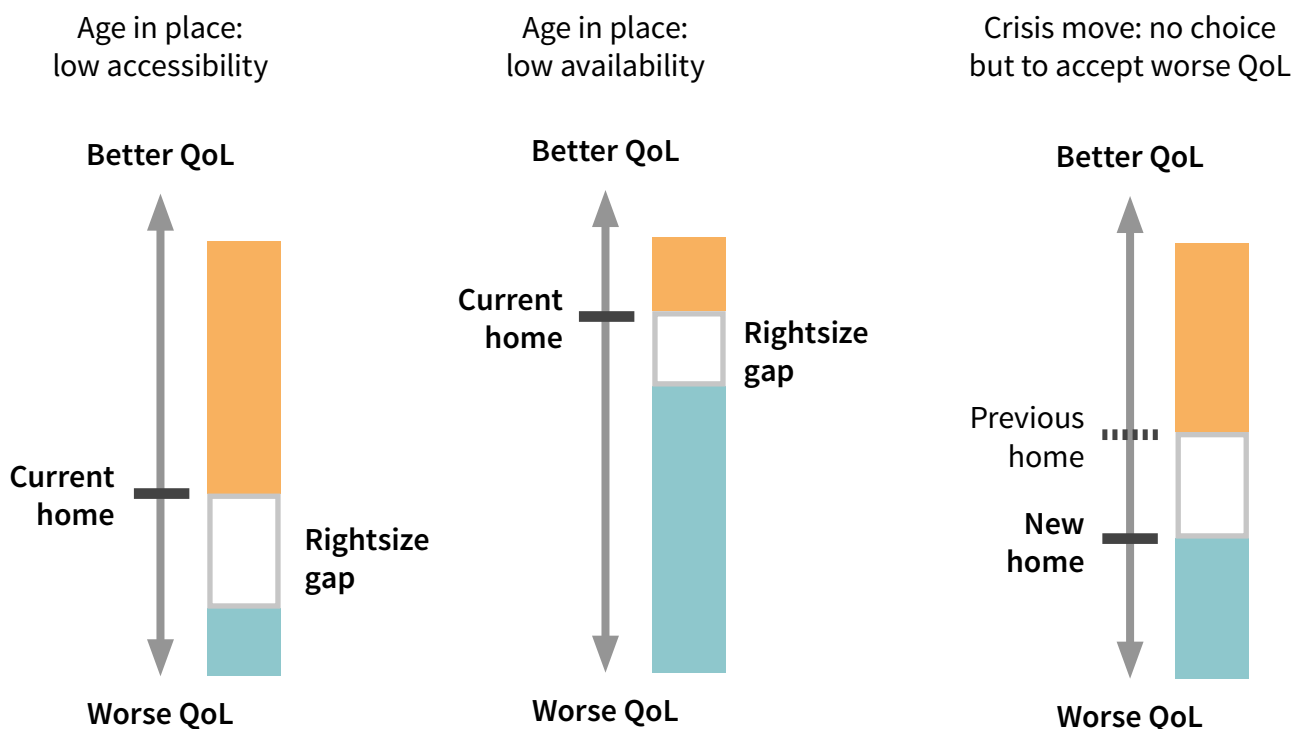 Age in place:
low accessibility
Better QoL
Current
home
Rightsize
gap
Worse QoL
Age in place:
low availability
Better QoL
Current
home
Rightsize
gap
Worse QoL
Crisis move: no choice
but to accept worse QoL
Better QoL
Previous
home
New
home
Worse QoL